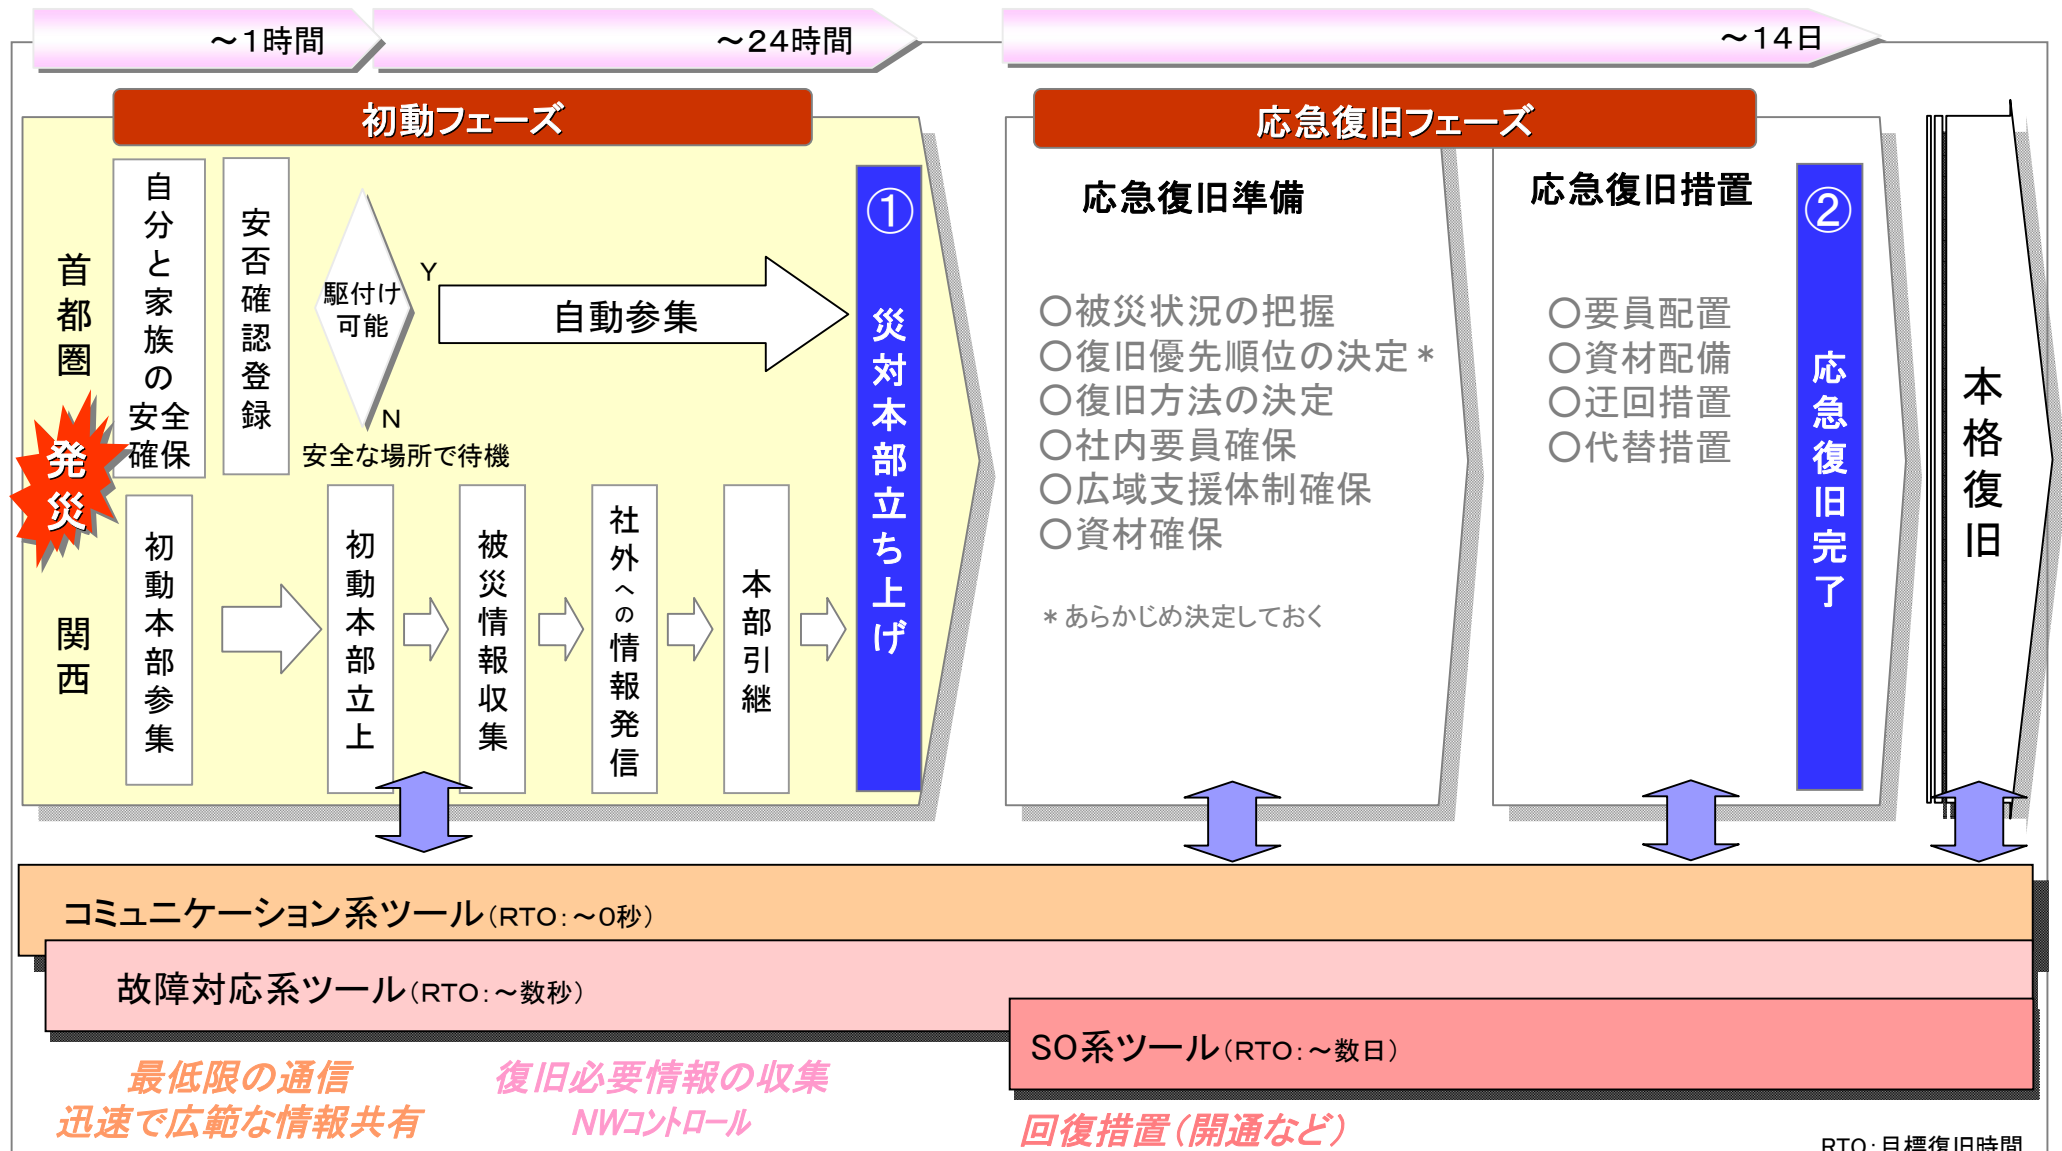 ～1時間
～24時間
～14日
初動フェーズ
応急復旧フェーズ
首都圏
発災
関西
自分と家族の安全確保
安否確認登録
駆付け
可能
Y
N
自動参集
安全な場所で待機
初動本部参集
初動本部立上
被災情報収集
社外への情報発信
本部引継
①
災対本部立ち上げ
応急復旧準備
○被災状況の把握
○復旧優先順位の決定＊
○復旧方法の決定
○社内要員確保
○広域支援体制確保
○資材確保
＊あらかじめ決定しておく
応急復旧措置
○要員配置
○資材配備
○迂回措置
○代替措置
②
応急復旧完了
本格復旧
コミュニケーション系ツール（RTO：～0秒）
故障対応系ツール（RTO：～数秒）
SO系ツール（RTO：～数日）
最低限の通信
迅速で広範な情報共有
復旧必要情報の収集
NWコントロール
回復措置（開通など）
RTO：目標復旧時間